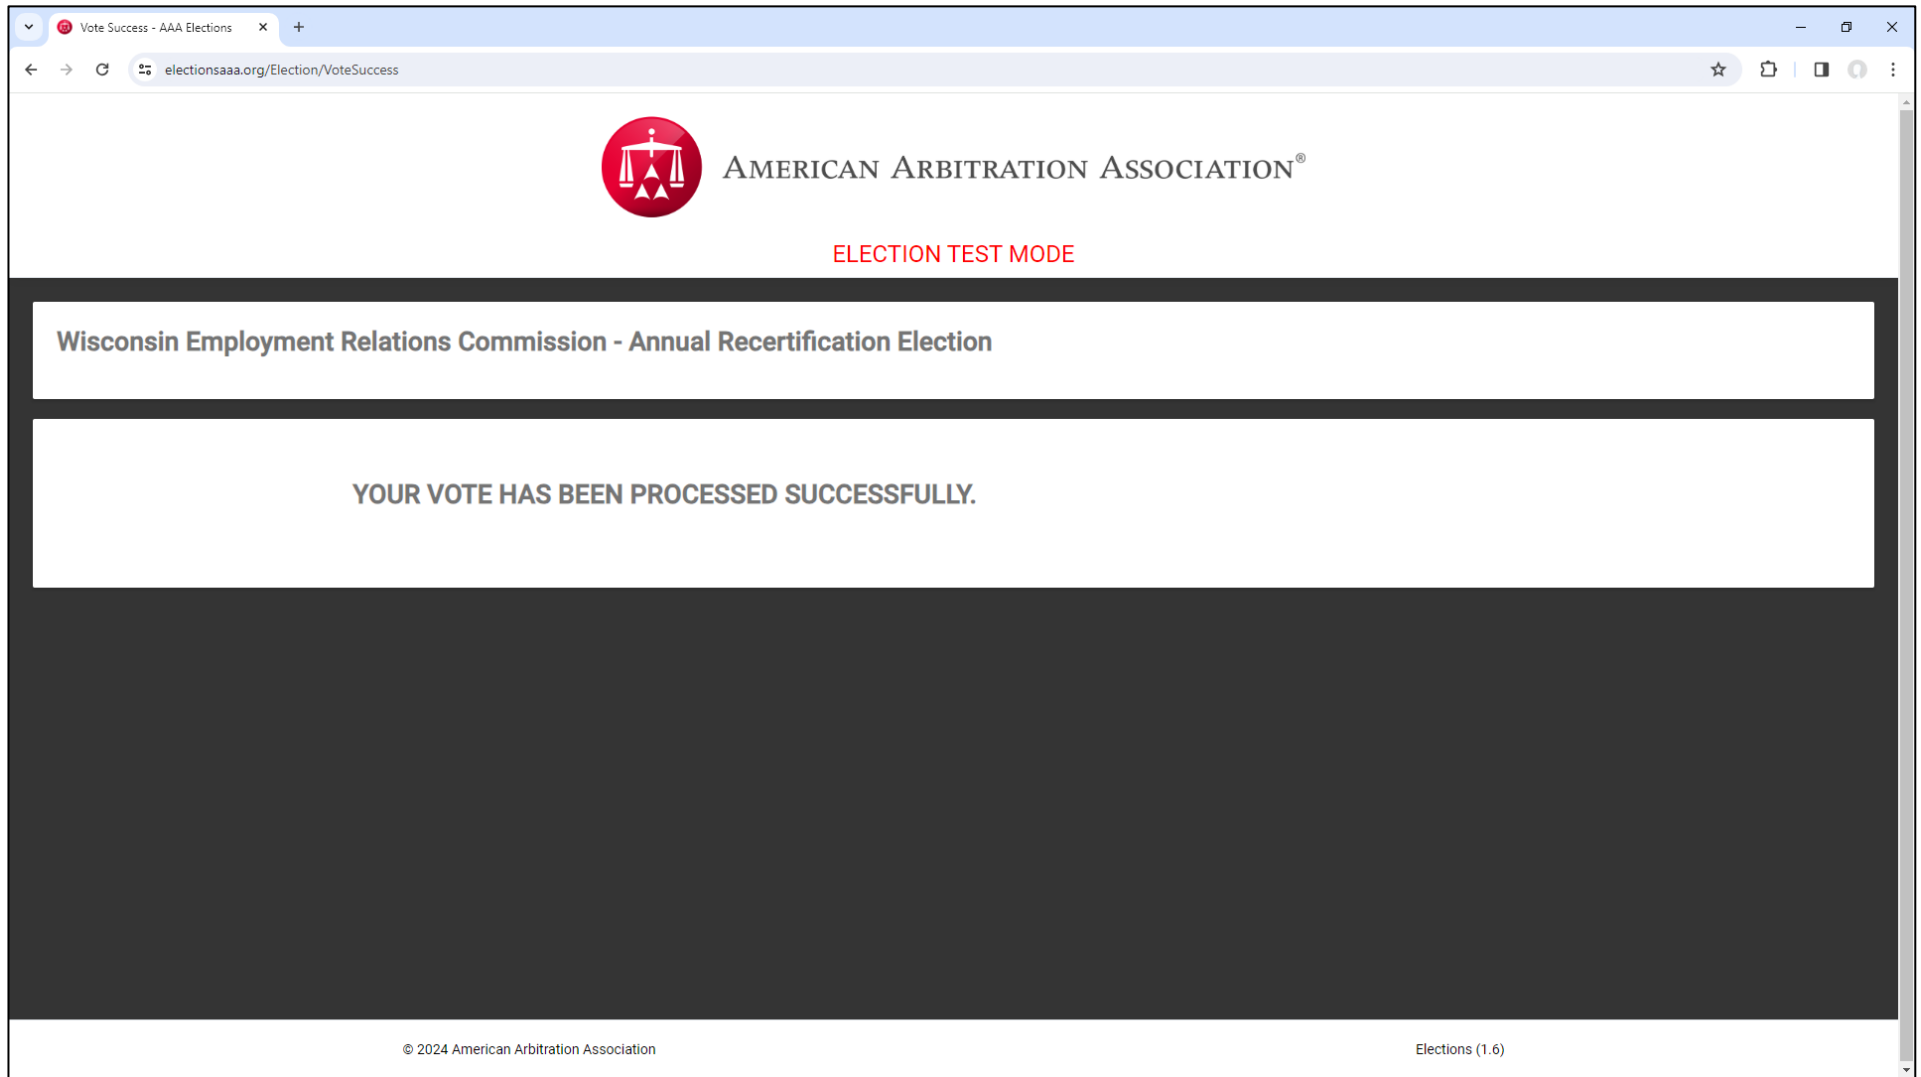 Vote Success - AAA Elections
electionsaaa.org/Election/VoteSuccess
AMERICAN ARBITRATION ASSOCIATION®
ELECTION TEST MODE
Wisconsin Employment Relations Commission - Annual Recertification Election
YOUR VOTE HAS BEEN PROCESSED SUCCESSFULLY.
© 2024 American Arbitration Association
Elections (1.6)